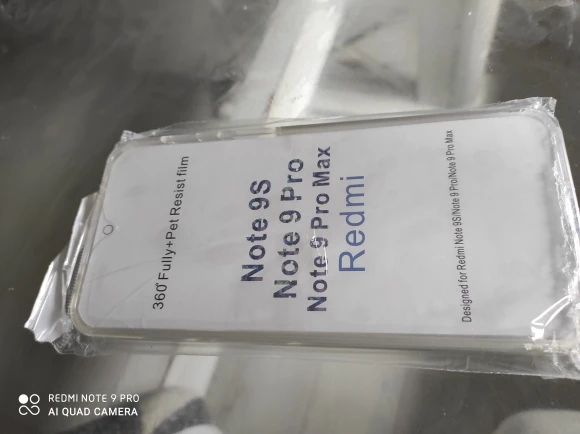 360°Fully+Pet Resist film
Note 9S
Note 9 Pro
Note 9 Pro Max
Redmi
Designed for Redmi Note 9S/Note 9 Pro/Note 9 Pro Max
REDMI NOTE 9 PRO
AI QUAD CAMERA